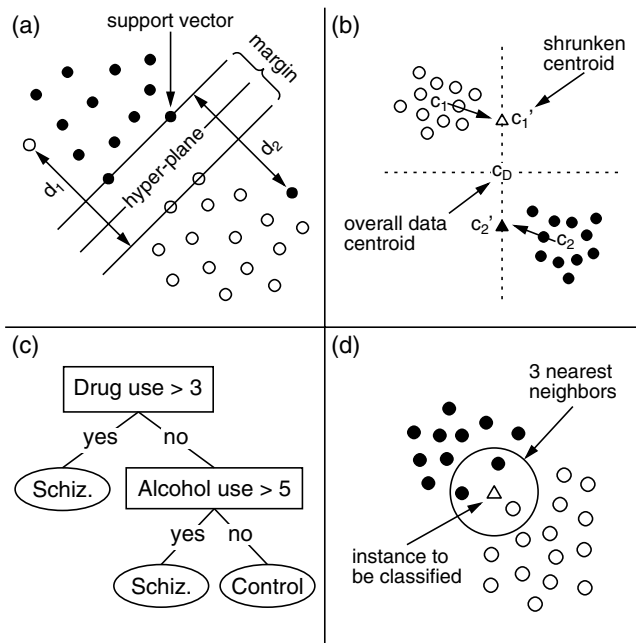 (a)
support vector
margin
hyper-plane
d1
d2
(b)
shrunken
centroid
c1
c1'
cD
overall data
centroid
c2'
c2
(c)
Drug use > 3
yes no
Schiz.
Alcohol use > 5
yes no
Schiz.
Control
(d)
3 nearest
neighbors
instance to
be classified